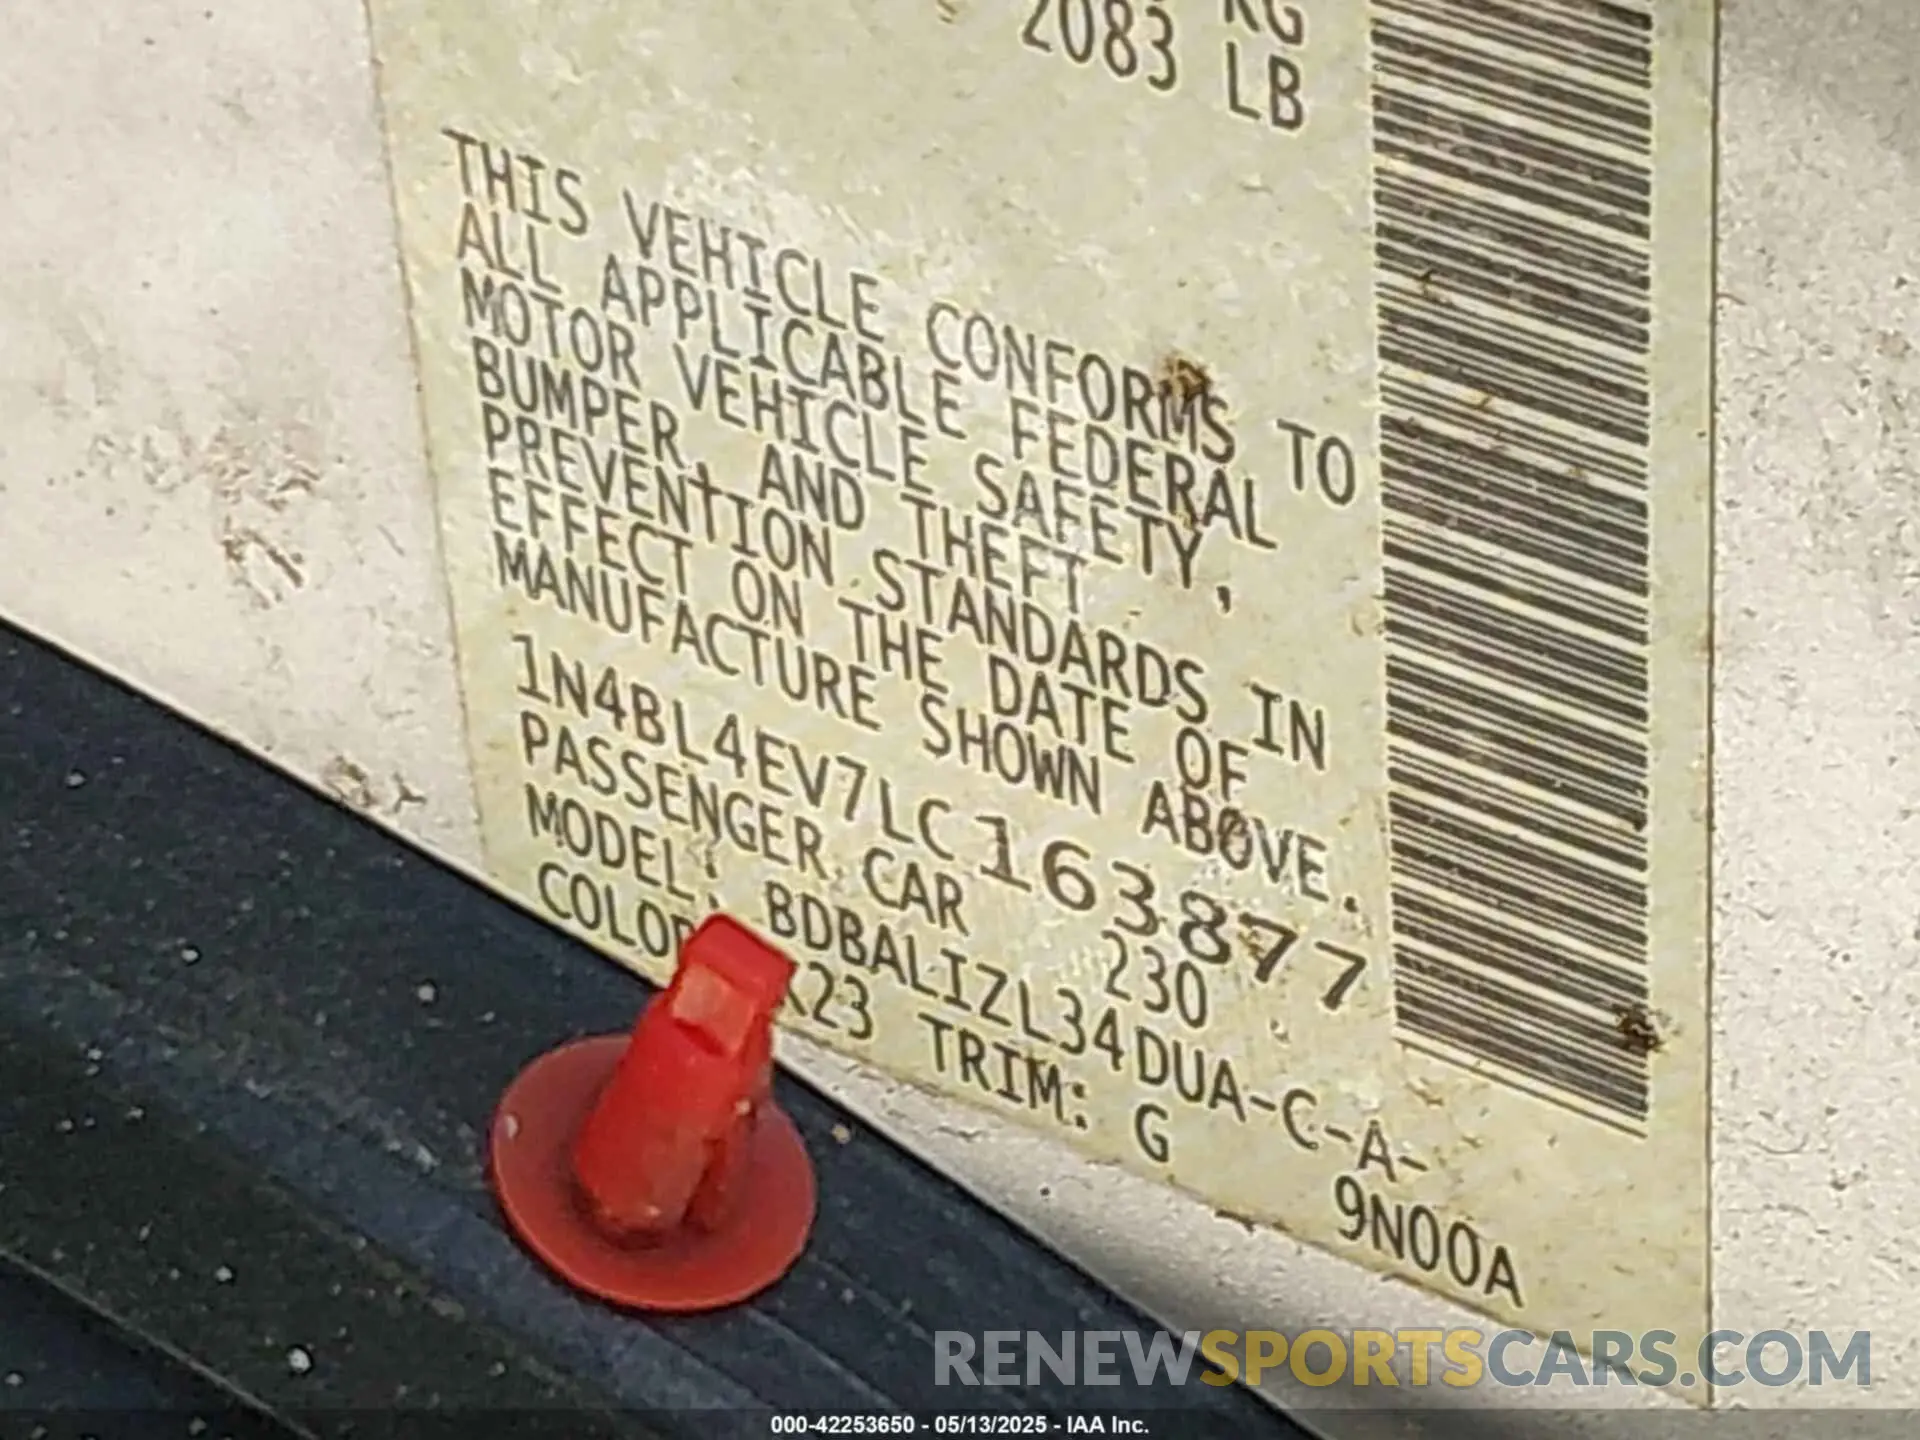 KG
2083 LB
THIS VEHICLE CONFORMS TO
ALL APPLICABLE FEDERAL
MOTOR VEHICLE SAFETY,
BUMPER, AND THEFT
PREVENTION STANDARDS IN
EFFECT ON THE DATE OF
MANUFACTURE SHOWN ABOVE.
1N4BL4EV7LC163877
PASSENGER CAR 230
MODEL: BDBALIZL34DUA-C-A-
9N00A
K23 TRIM: G
RENEWSPORTSCARS.COM
000-42253650 - 05/13/2025 - IAA Inc.